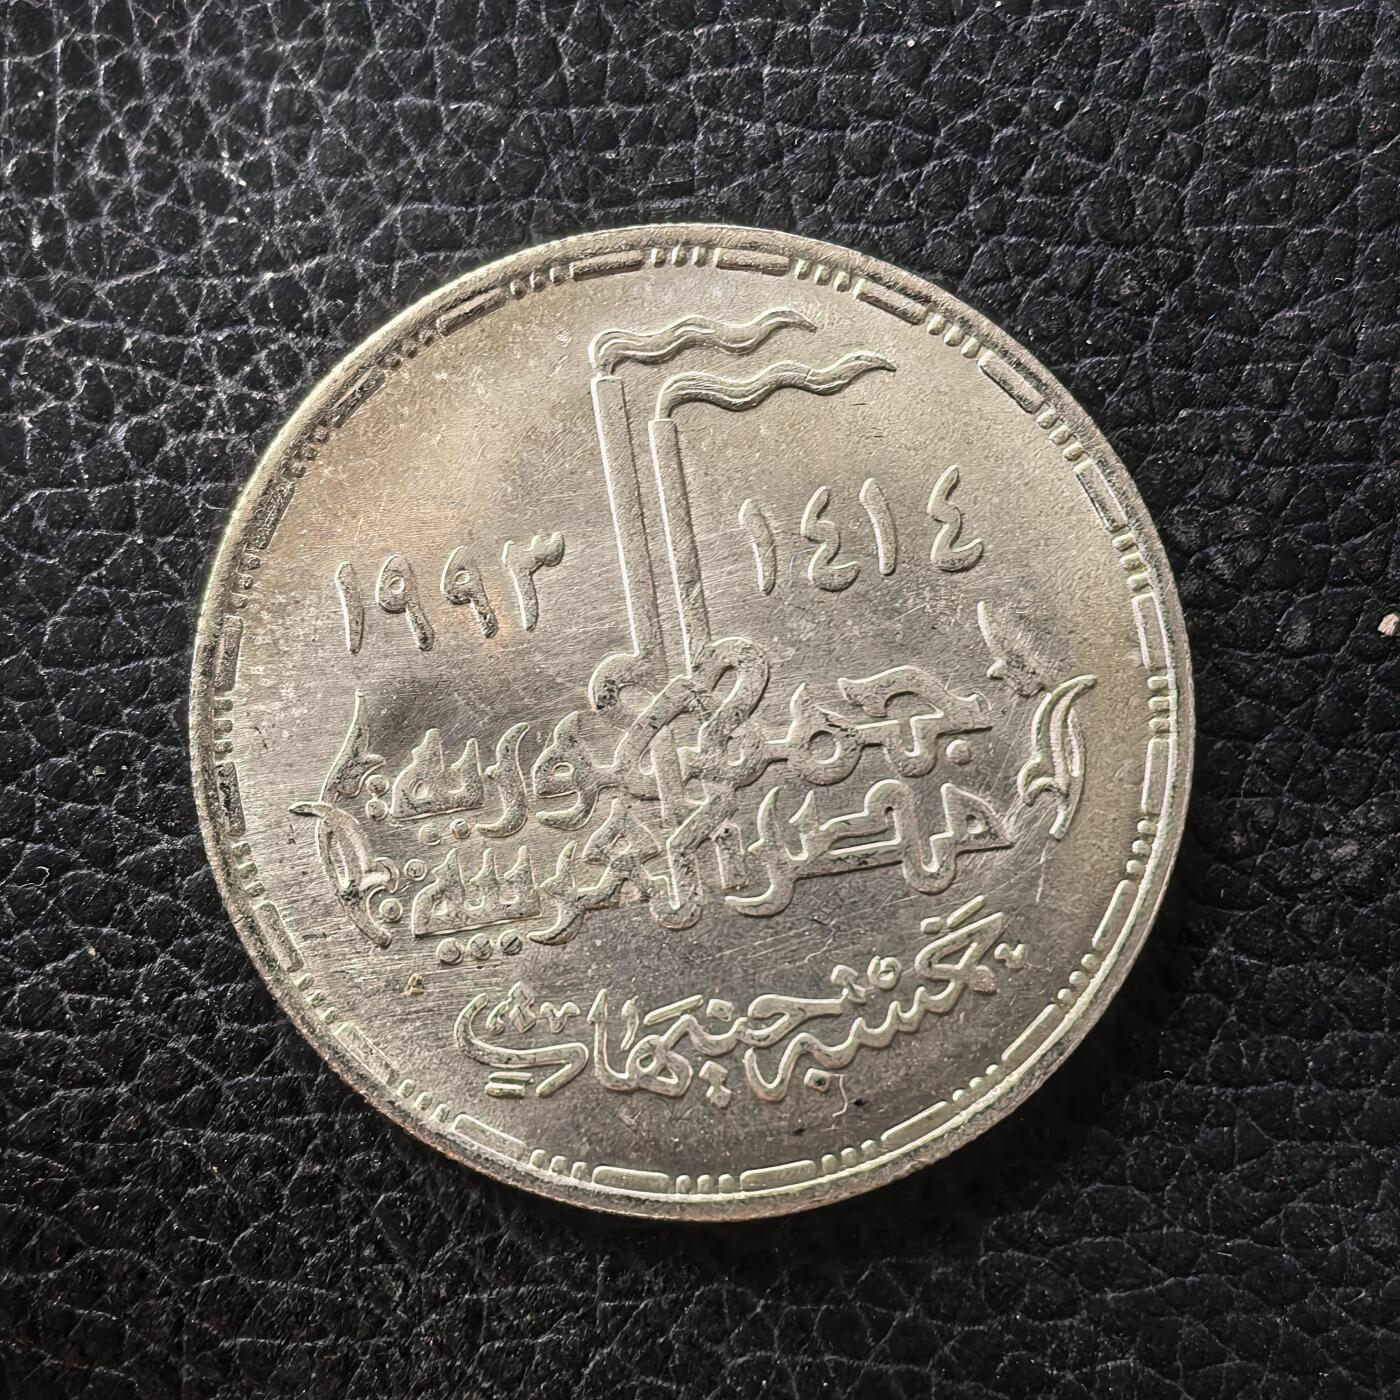 ١٩٩٣ ١٤١٤
جمهورية
مصر العربية
خمسة جنيهات